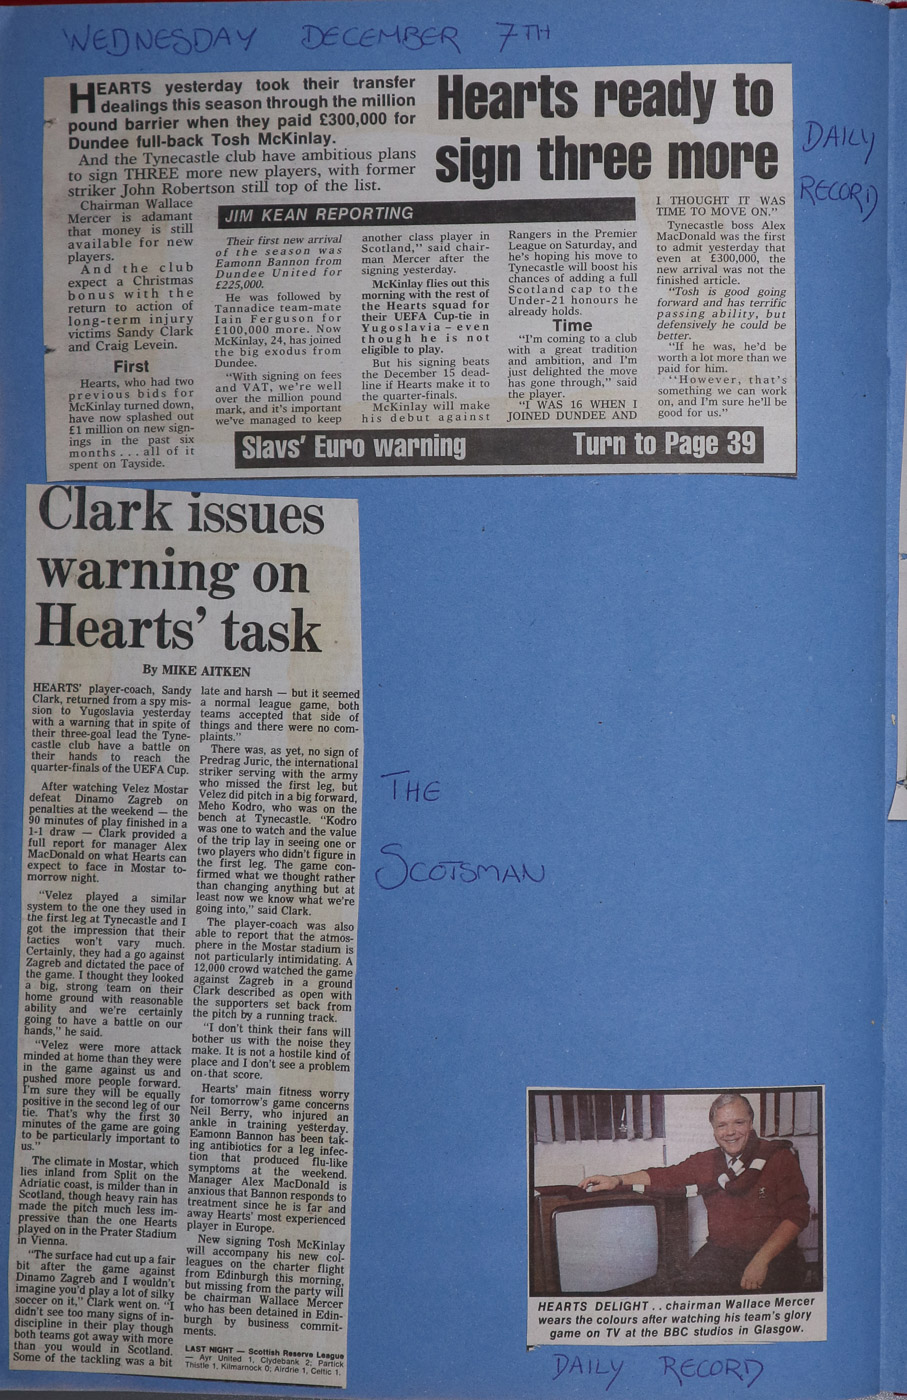 WEDNESDAY DECEMBER 7TH
HEARTS yesterday took their transfer
dealings this season through the million
pound barrier when they paid £300,000 for
Dundee full-back Tosh McKinlay.
And the Tynecastle club have ambitious plans
to sign THREE more new players, with former
striker John Robertson still top of the list.
Hearts ready to
sign three more
DAILY
RECORD
Chairman Wallace
Mercer is adamant
that money is still
available for new
players.
And the club
expect a Christmas
bonus with the
return to action of
long-term injury
victims Sandy Clark
and Craig Levein.
First
Hearts, who had two
previous bids for
McKinlay turned down,
have now splashed out
£1 million on new sign-
ings in the past six
months . . . all of it
spent on Tayside.
JIM KEAN REPORTING
Their first new arrival
of the season was
Eamonn Bannon from
Dundee United for
£225,000.
He was followed by
Tannadice team-mate
Iain Ferguson for
£100,000 more. Now
McKinlay, 24, has joined
the big exodus from
Dundee.
"With signing on fees
and VAT, we're well
over the million pound
mark, and it's important
we've managed to keep
another class player in
Scotland," said chair-
man Mercer after the
signing yesterday.
McKinlay flies out this
morning with the rest of
the Hearts squad for
their UEFA Cup-tie in
Yugoslavia – even
though he is not
eligible to play.
But his signing beats
the December 15 dead-
line if Hearts make it to
the quarter-finals.
McKinlay will make
his debut against
Rangers in the Premier
League on Saturday, and
he's hoping his move to
Tynecastle will boost his
chances of adding a full
Scotland cap to the
Under-21 honours he
already holds.
Time
"I'm coming to a club
with a great tradition
and ambition, and I'm
just delighted the move
has gone through," said
the player.
"I WAS 16 WHEN I
JOINED DUNDEE AND
I THOUGHT IT WAS
TIME TO MOVE ON."
Tynecastle boss Alex
MacDonald was the first
to admit yesterday that
even at £300,000, the
new arrival was not the
finished article.
"Tosh is good going
forward and has terrific
passing ability, but
defensively he could be
better.
"If he was, he'd be
worth a lot more than we
paid for him.
"However, that's
something we can work
on, and I'm sure he'll be
good for us."
Slavs' Euro warning Turn to Page 39
Clark issues
warning on
Hearts' task
By MIKE AITKEN
HEARTS' player-coach, Sandy
Clark, returned from a spy mis-
sion to Yugoslavia yesterday
with a warning that in spite of
their three-goal lead the Tyne-
castle club have a battle on
their hands to reach the
quarter-finals of the UEFA Cup.
After watching Velez Mostar
defeat Dinamo Zagreb on
penalties at the weekend — the
90 minutes of play finished in a
1-1 draw — Clark provided a
full report for manager Alex
MacDonald on what Hearts can
expect to face in Mostar to-
morrow night.
"Velez played a similar
system to the one they used in
the first leg at Tynecastle and I
got the impression that their
tactics won't vary much.
Certainly, they had a go against
Zagreb and dictated the pace of
the game. I thought they looked
a big, strong team on their
home ground with reasonable
ability and we're certainly
going to have a battle on our
hands," he said.
"Velez were more attack
minded at home than they were
in the game against us and
pushed more people forward.
I'm sure they will be equally
positive in the second leg of our
tie. That's why the first 30
minutes of the game are going
to be particularly important to
us."
The climate in Mostar, which
lies inland from Split on the
Adriatic coast, is milder than in
Scotland, though heavy rain has
made the pitch much less im-
pressive than the one Hearts
played on in the Prater Stadium
in Vienna.
"The surface had cut up a fair
bit after the game against
Dinamo Zagreb and I wouldn't
imagine you'd play a lot of silky
soccer on it," Clark went on. "I
didn't see too many signs of in-
discipline in their play though
both teams got away with more
than you would in Scotland.
Some of the tackling was a bit
late and harsh — but it seemed
a normal league game, both
teams accepted that side of
things and there were no com-
plaints."
There was, as yet, no sign of
Predrag Juric, the international
striker serving with the army
who missed the first leg, but
Velez did pitch in a big forward,
Meho Kodro, who was on the
bench at Tynecastle. "Kodro
was one to watch and the value
of the trip lay in seeing one or
two players who didn't figure in
the first leg. The game con-
firmed what we thought rather
than changing anything but at
least now we know what we're
going into," said Clark.
The player-coach was also
able to report that the atmos-
phere in the Mostar stadium is
not particularly intimidating. A
12,000 crowd watched the game
against Zagreb in a ground
Clark described as open with
the supporters set back from
the pitch by a running track.
"I don't think their fans will
bother us with the noise they
make. It is not a hostile kind of
place and I don't see a problem
on that score.
Hearts' main fitness worry
for tomorrow's game concerns
Neil Berry, who injured an
ankle in training yesterday.
Eamonn Bannon has been tak-
ing antibiotics for a leg infec-
tion that produced flu-like
symptoms at the weekend.
Manager Alex MacDonald is
anxious that Bannon responds to
treatment since he is far and
away Hearts' most experienced
player in Europe.
New signing Tosh McKinlay
will accompany his new col-
leagues on the charter flight
from Edinburgh this morning,
but missing from the party will
be chairman Wallace Mercer
who has been detained in Edin-
burgh by business commit-
ments.
LAST NIGHT — Scottish Reserve League
— Ayr United 1, Clydebank 2; Partick
Thistle 1, Kilmarnock 0; Airdrie 1, Celtic 1.
THE
SCOTSMAN
HEARTS DELIGHT . . chairman Wallace Mercer
wears the colours after watching his team's glory
game on TV at the BBC studios in Glasgow.
DAILY RECORD